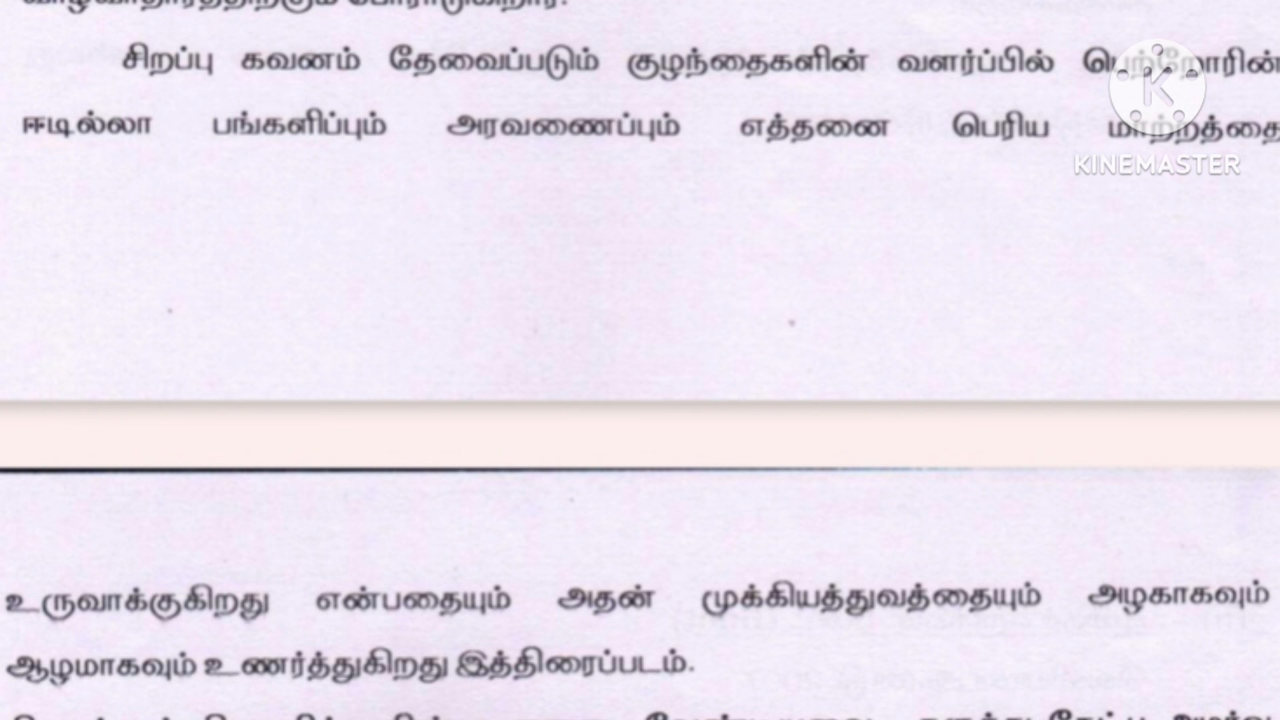 சிறப்பு கவனம் தேவைப்படும் குழந்தைகளின் வளர்ப்பில் பெற்றோரின்
ஈடில்லா பங்களிப்பும் அரவணைப்பும் எத்தனை பெரிய மாற்றத்தை
KINEMASTER
உருவாக்குகிறது என்பதையும் அதன் முக்கியத்துவத்தையும் அழகாகவும்
ஆழமாகவும் உணர்த்துகிறது இத்திரைப்படம்.